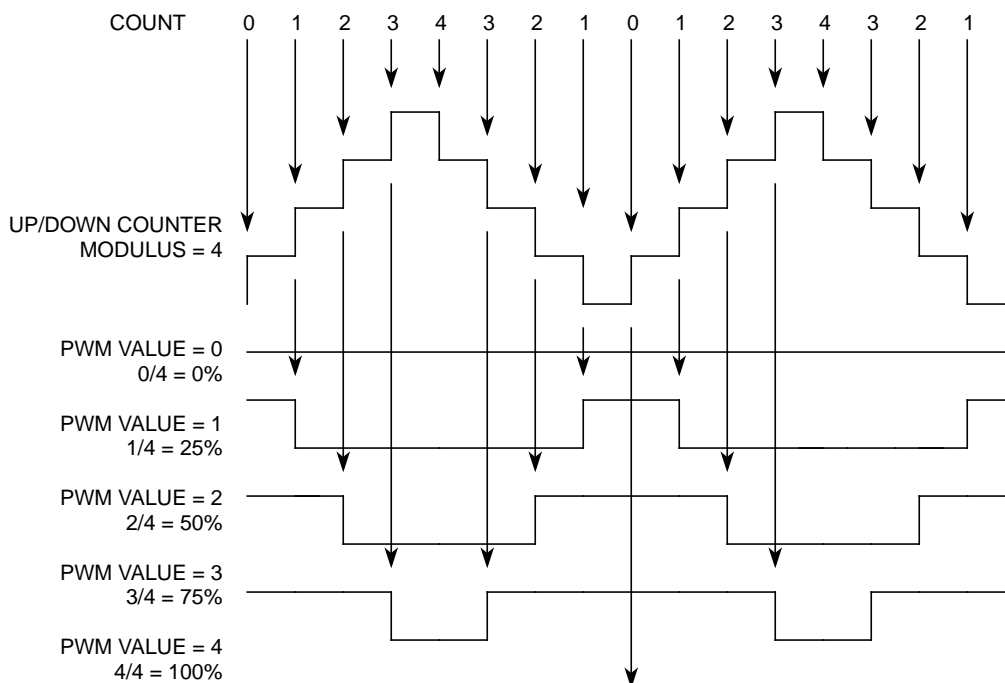 COUNT 0 1 2 3 4 3 2 1 0 1 2 3 4 3 2 1
UP/DOWN COUNTER
MODULUS = 4
PWM VALUE = 0
0/4 = 0%
PWM VALUE = 1
1/4 = 25%
PWM VALUE = 2
2/4 = 50%
PWM VALUE = 3
3/4 = 75%
PWM VALUE = 4
4/4 = 100%